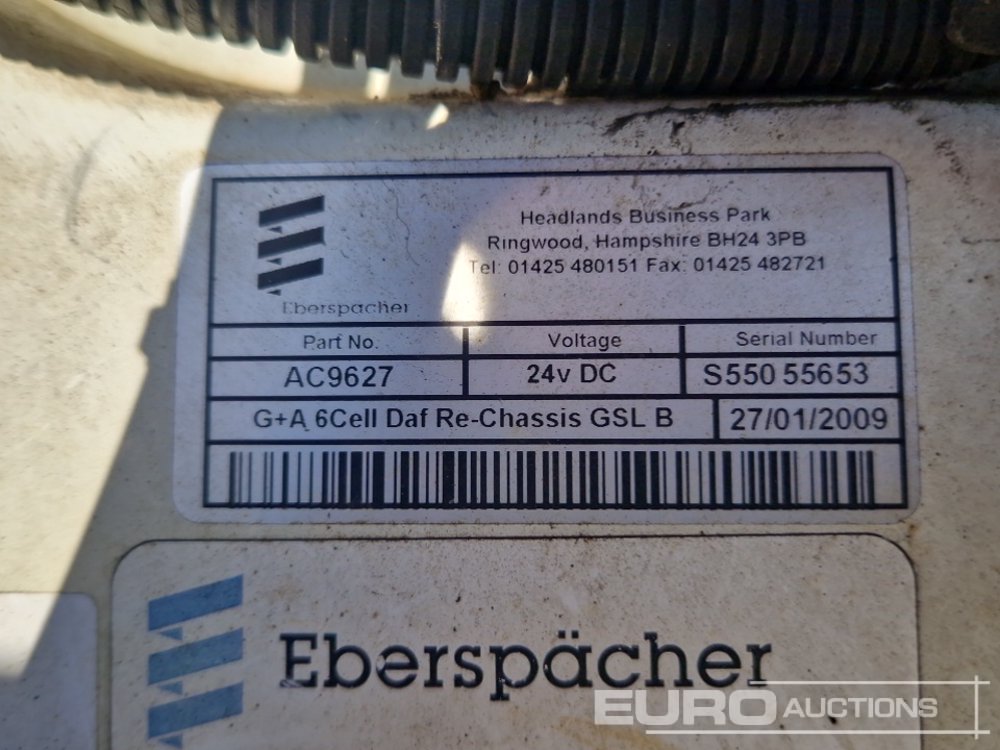 Headlands Business Park
Ringwood, Hampshire BH24 3PB
Tel: 01425 480151 Fax: 01425 482721
Eberspächer
Part No. Voltage Serial Number
AC9627 24v DC S550 55653
G+A 6Cell Daf Re-Chassis GSL B 27/01/2009
Eberspächer
EURO AUCTIONS